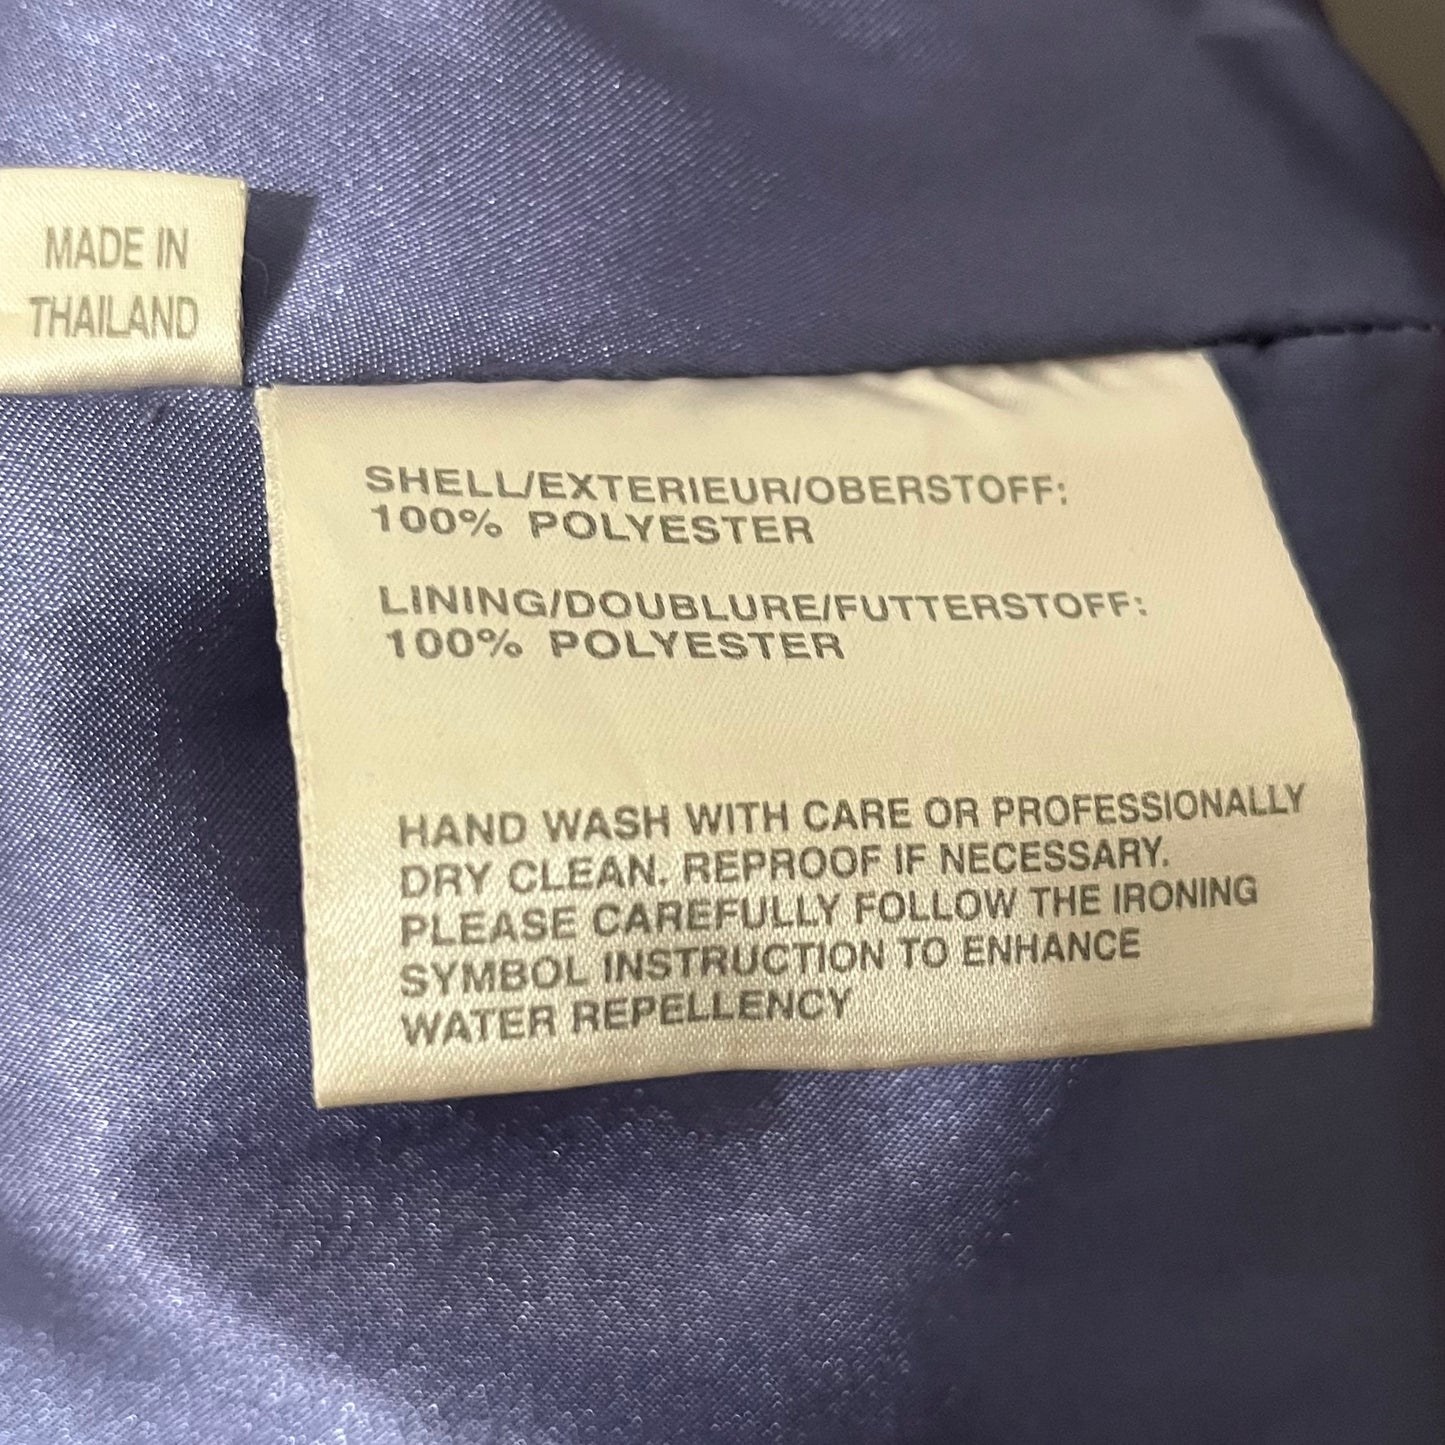 MADE IN
THAILAND
SHELL/EXTERIEUR/OBERSTOFF:
100% POLYESTER
LINING/DOUBLURE/FUTTERSTOFF:
100% POLYESTER
HAND WASH WITH CARE OR PROFESSIONALLY
DRY CLEAN. REPROOF IF NECESSARY.
PLEASE CAREFULLY FOLLOW THE IRONING
SYMBOL INSTRUCTION TO ENHANCE
WATER REPELLENCY